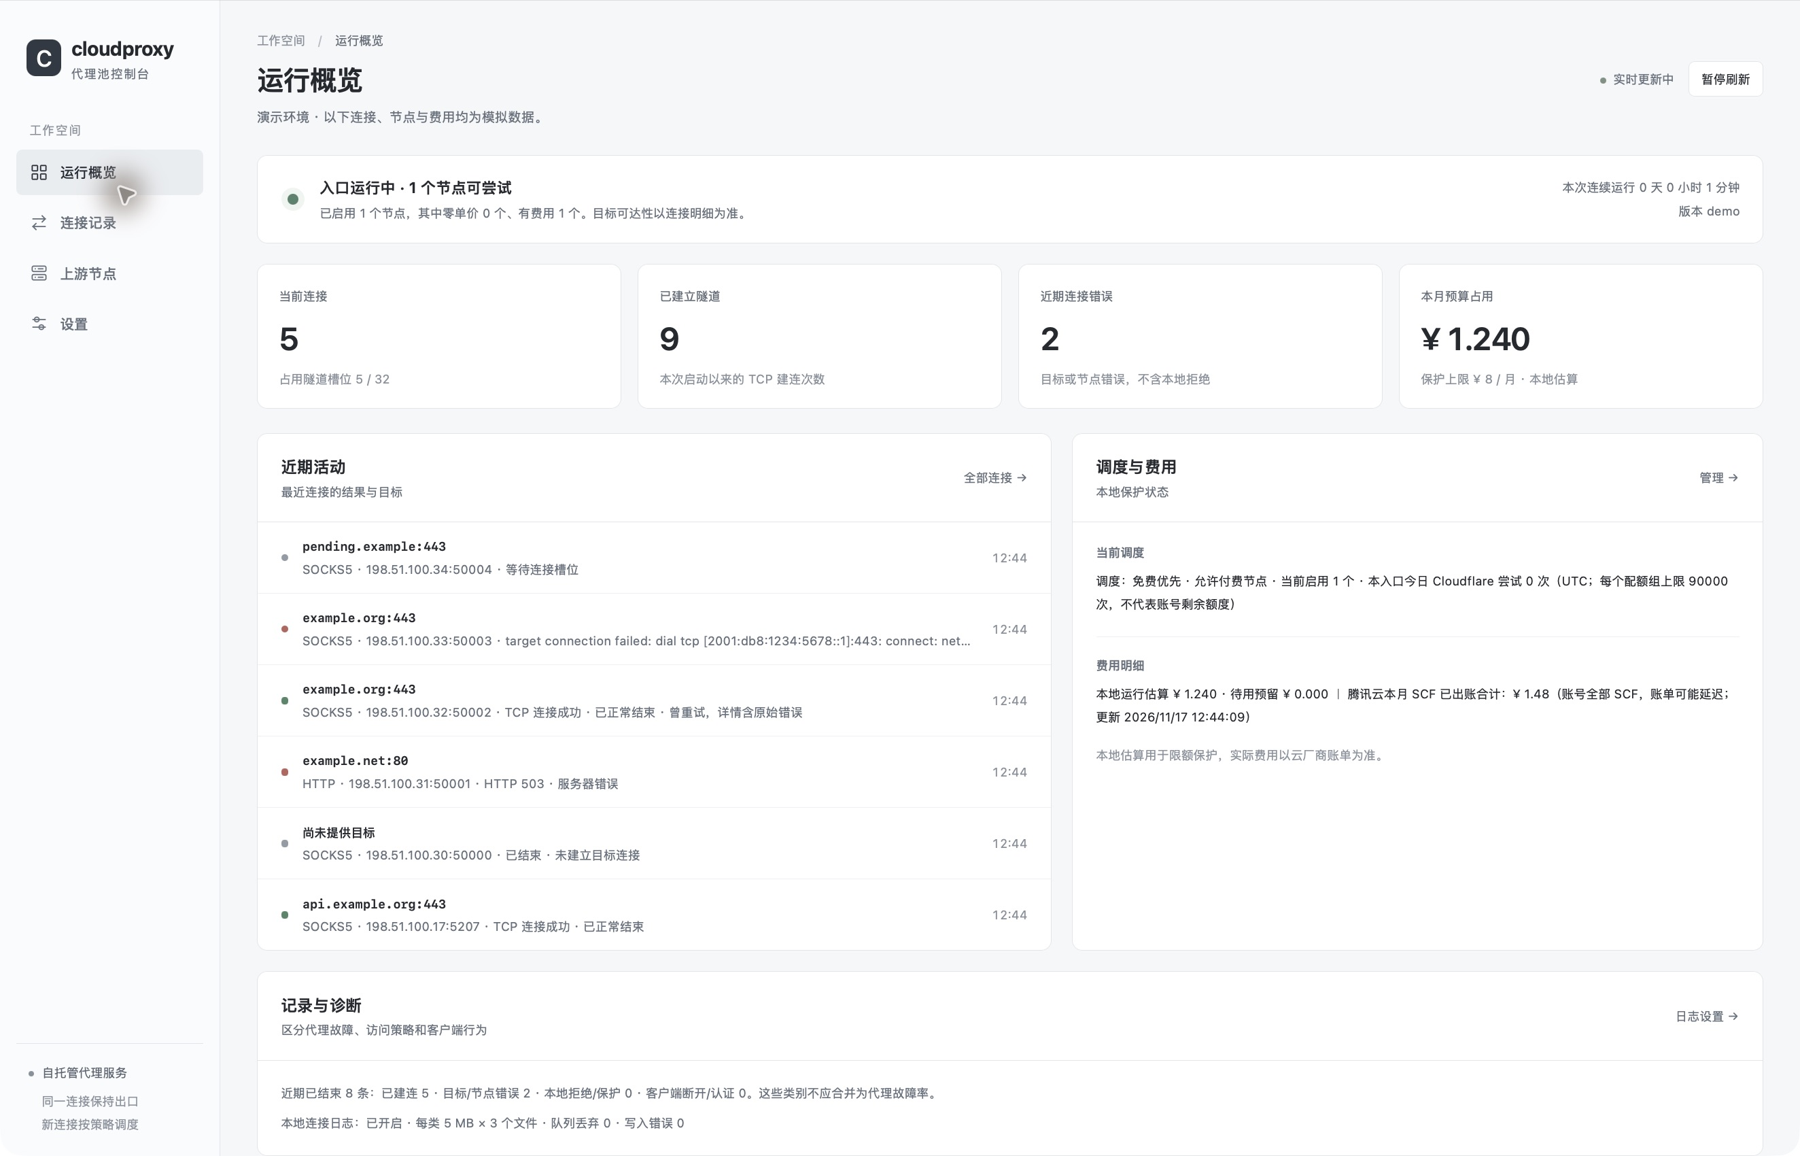 C
cloudproxy
代理池控制台
工作空间
运行概览
连接记录
上游节点
设置
自托管代理服务
同一连接保持出口
新连接按策略调度
工作空间 / 运行概览
运行概览
演示环境 · 以下连接、节点与费用均为模拟数据。
实时更新中
暂停刷新
入口运行中 · 1 个节点可尝试
已启用 1 个节点，其中零单价 0 个、有费用 1 个。目标可达性以连接明细为准。
本次连续运行 0 天 0 小时 1 分钟
版本 demo
当前连接
5
占用隧道槽位 5 / 32
已建立隧道
9
本次启动以来的 TCP 建连次数
近期连接错误
2
目标或节点错误，不含本地拒绝
本月预算占用
¥ 1.240
保护上限 ¥ 8 / 月 · 本地估算
近期活动
最近连接的结果与目标
全部连接 →
pending.example:443
SOCKS5 · 198.51.100.34:50004 · 等待连接槽位
12:44
example.org:443
SOCKS5 · 198.51.100.33:50003 · target connection failed: dial tcp [2001:db8:1234:5678::1]:443: connect: net...
12:44
example.org:443
SOCKS5 · 198.51.100.32:50002 · TCP 连接成功 · 已正常结束 · 曾重试，详情含原始错误
12:44
example.net:80
HTTP · 198.51.100.31:50001 · HTTP 503 · 服务器错误
12:44
尚未提供目标
SOCKS5 · 198.51.100.30:50000 · 已结束 · 未建立目标连接
12:44
api.example.org:443
SOCKS5 · 198.51.100.17:5207 · TCP 连接成功 · 已正常结束
12:44
调度与费用
本地保护状态
管理 →
当前调度
调度：免费优先 · 允许付费节点 · 当前启用 1 个 · 本入口今日 Cloudflare 尝试 0 次（UTC；每个配额组上限 90000
次，不代表账号剩余额度）
费用明细
本地运行估算 ¥ 1.240 · 待用预留 ¥ 0.000 ｜ 腾讯云本月 SCF 已出账合计：¥ 1.48（账号全部 SCF，账单可能延迟；
更新 2026/11/17 12:44:09）
本地估算用于限额保护，实际费用以云厂商账单为准。
记录与诊断
区分代理故障、访问策略和客户端行为
日志设置 →
近期已结束 8 条：已建连 5 · 目标/节点错误 2 · 本地拒绝/保护 0 · 客户端断开/认证 0。这些类别不应合并为代理故障率。
本地连接日志：已开启 · 每类 5 MB × 3 个文件 · 队列丢弃 0 · 写入错误 0